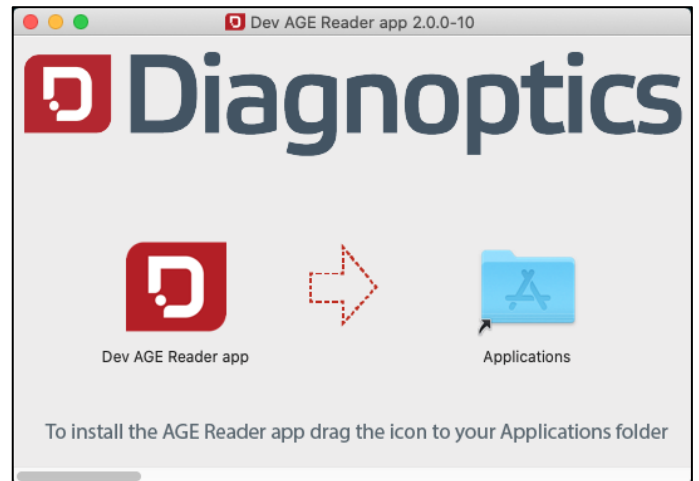 Dev AGE Reader app 2.0.0-10
Diagnoptics
Dev AGE Reader app
Applications
To install the AGE Reader app drag the icon to your Applications folder